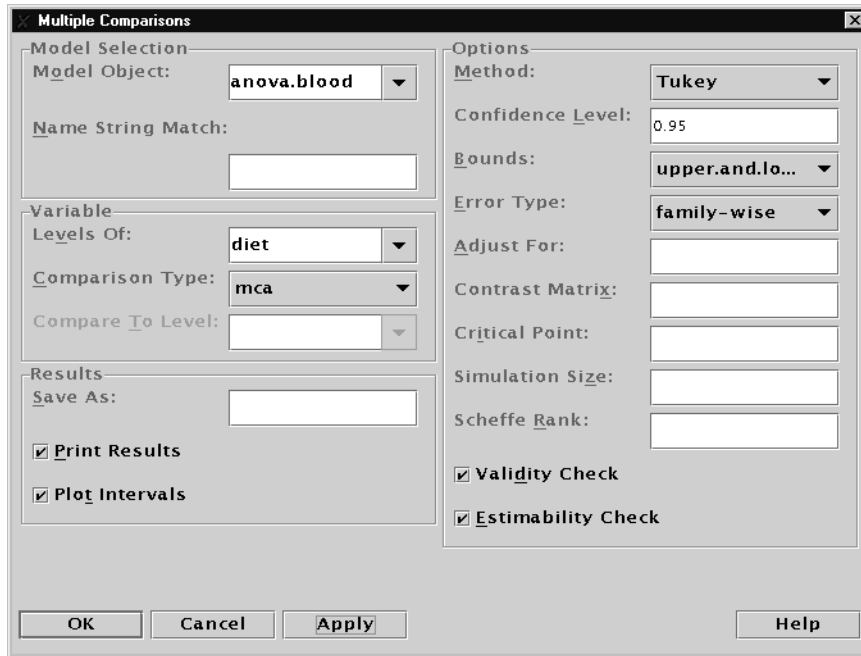 Multiple Comparisons
Model Selection
Model Object:
anova.blood
Name String Match:
Variable
Levels Of:
diet
Comparison Type:
mca
Compare To Level:
Results
Save As:
Print Results
Plot Intervals
Options
Method:
Tukey
Confidence Level:
0.95
Bounds:
upper.and.lo...
Error Type:
family-wise
Adjust For:
Contrast Matrix:
Critical Point:
Simulation Size:
Scheffe Rank:
Validity Check
Estimability Check
OK
Cancel
Apply
Help